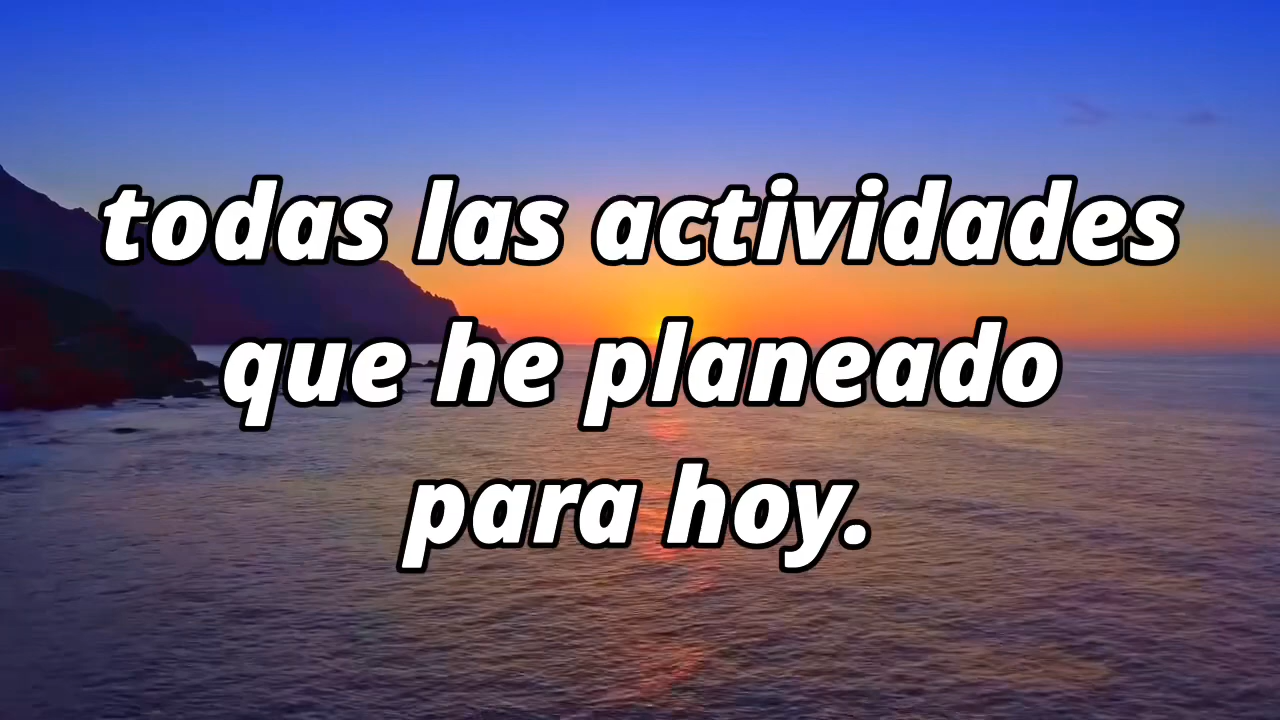 todas las actividades
que he planeado
para hoy.